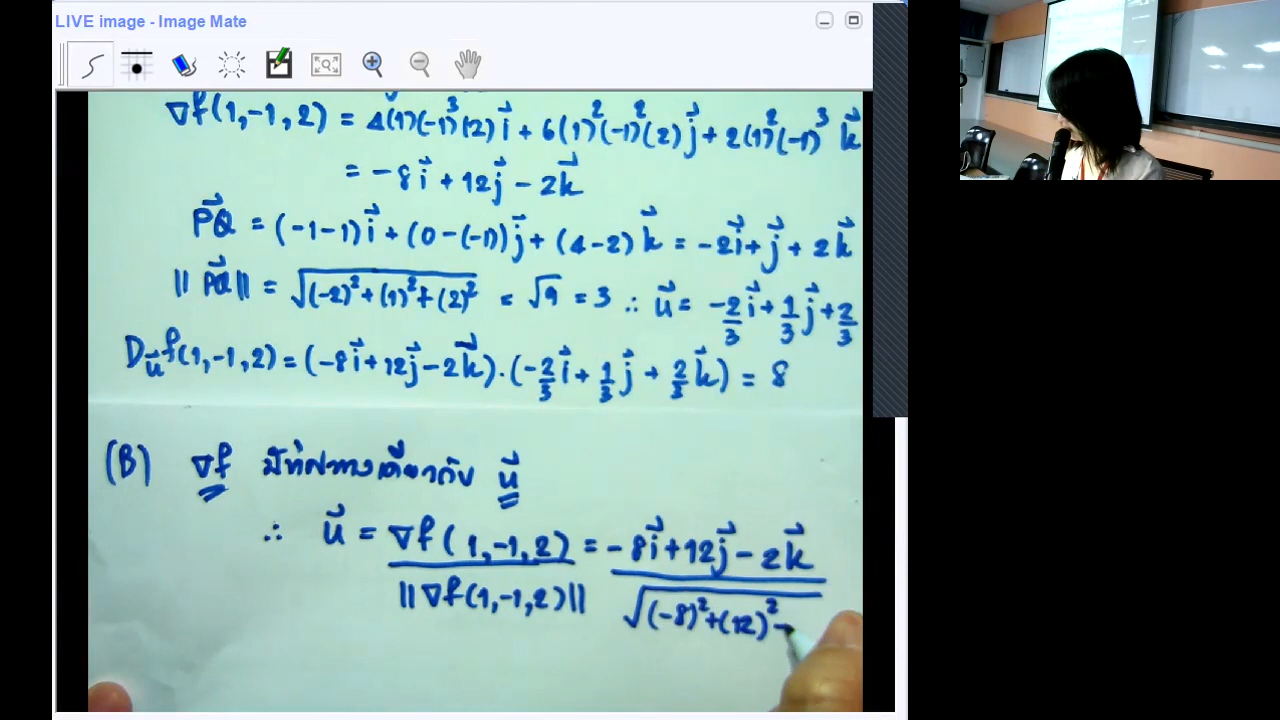 LIVE image - Image Mate
∇f(1,-1,2) = 4(1)(-1)³(2)i⃗ + 6(1)²(-1)²(2)j⃗ + 2(1)²(-1)³ k⃗
= -8i⃗ + 12j⃗ - 2k⃗
PQ⃗ = (-1-1)i⃗ + (0-(-1))j⃗ + (4-2)k⃗ = -2i⃗ + j⃗ + 2k⃗
||PQ⃗|| = √((-2)²+(1)²+(2)²) = √9 = 3 ∴ u⃗ = -2/3 i⃗ + 1/3 j⃗ + 2/3
D_u⃗ f(1,-1,2) = (-8i⃗ + 12j⃗ - 2k⃗)·(-2/3 i⃗ + 1/3 j⃗ + 2/3 k⃗) = 8
(B) ∇f มีทิศทางเดียวกับ u⃗
∴ u⃗ = ∇f(1,-1,2) / ||∇f(1,-1,2)|| = -8i⃗ + 12j⃗ - 2k⃗ / √((-8)²+(12)²